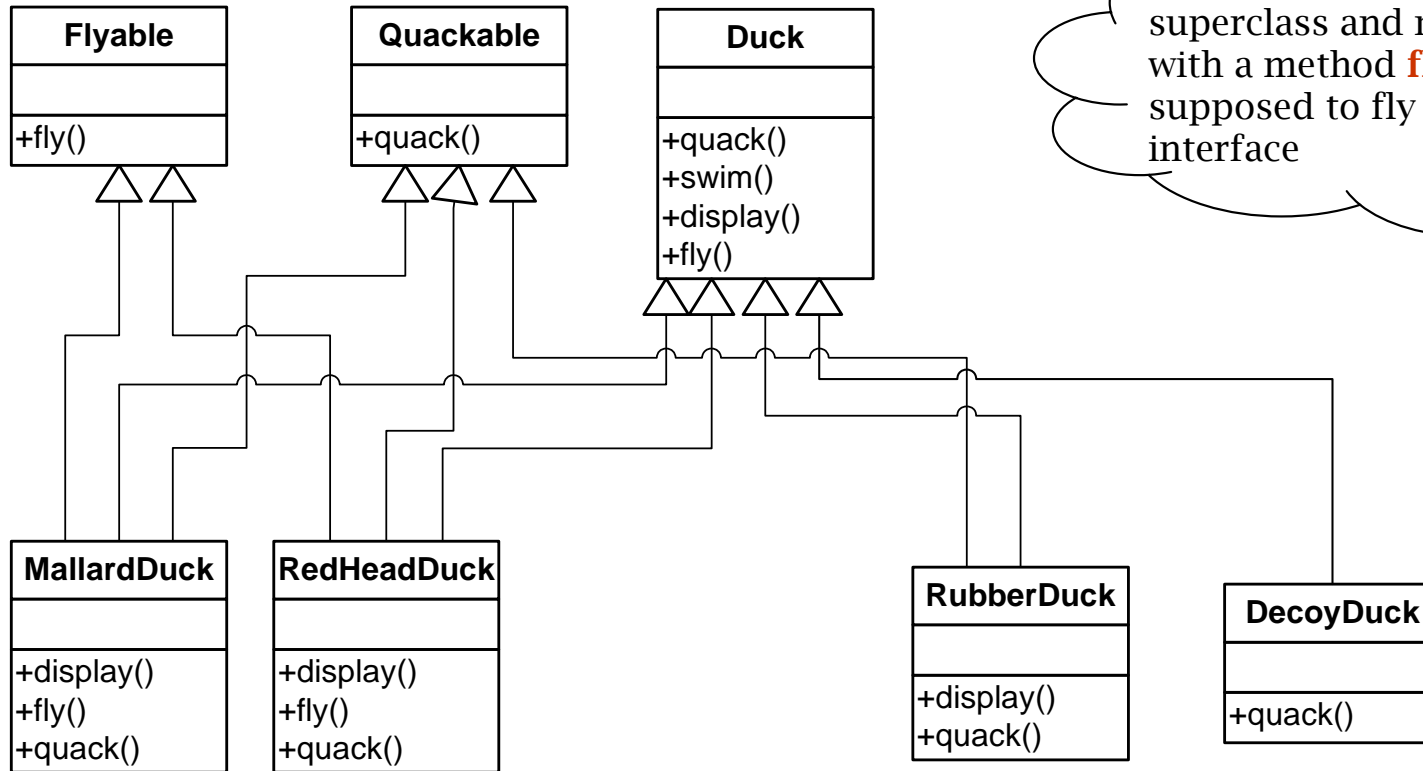 Flyable
+fly()
Quackable
+quack()
Duck
+quack()
+swim()
+display()
+fly()
superclass and
with a method
supposed to fly
interface
MallardDuck
+display()
+fly()
+quack()
RedHeadDuck
+display()
+fly()
+quack()
RubberDuck
+display()
+quack()
DecoyDuck
+quack()